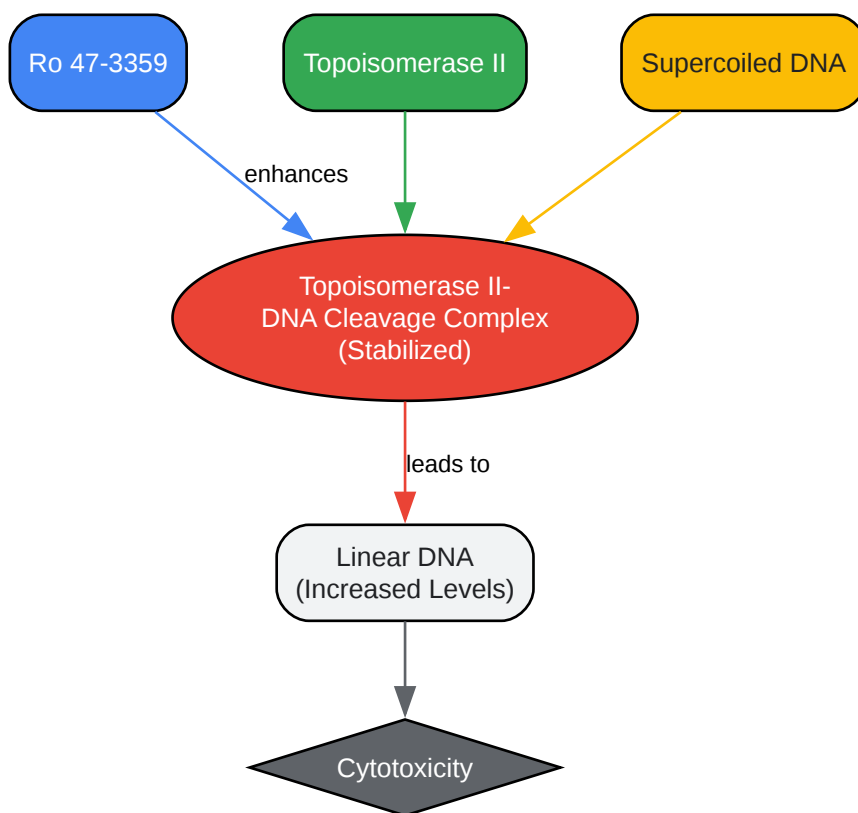 Ro 47-3359
Topoisomerase II
Supercoiled DNA
enhances
Topoisomerase II-
DNA Cleavage Complex
(Stabilized)
leads to
Linear DNA
(Increased Levels)
Cytotoxicity